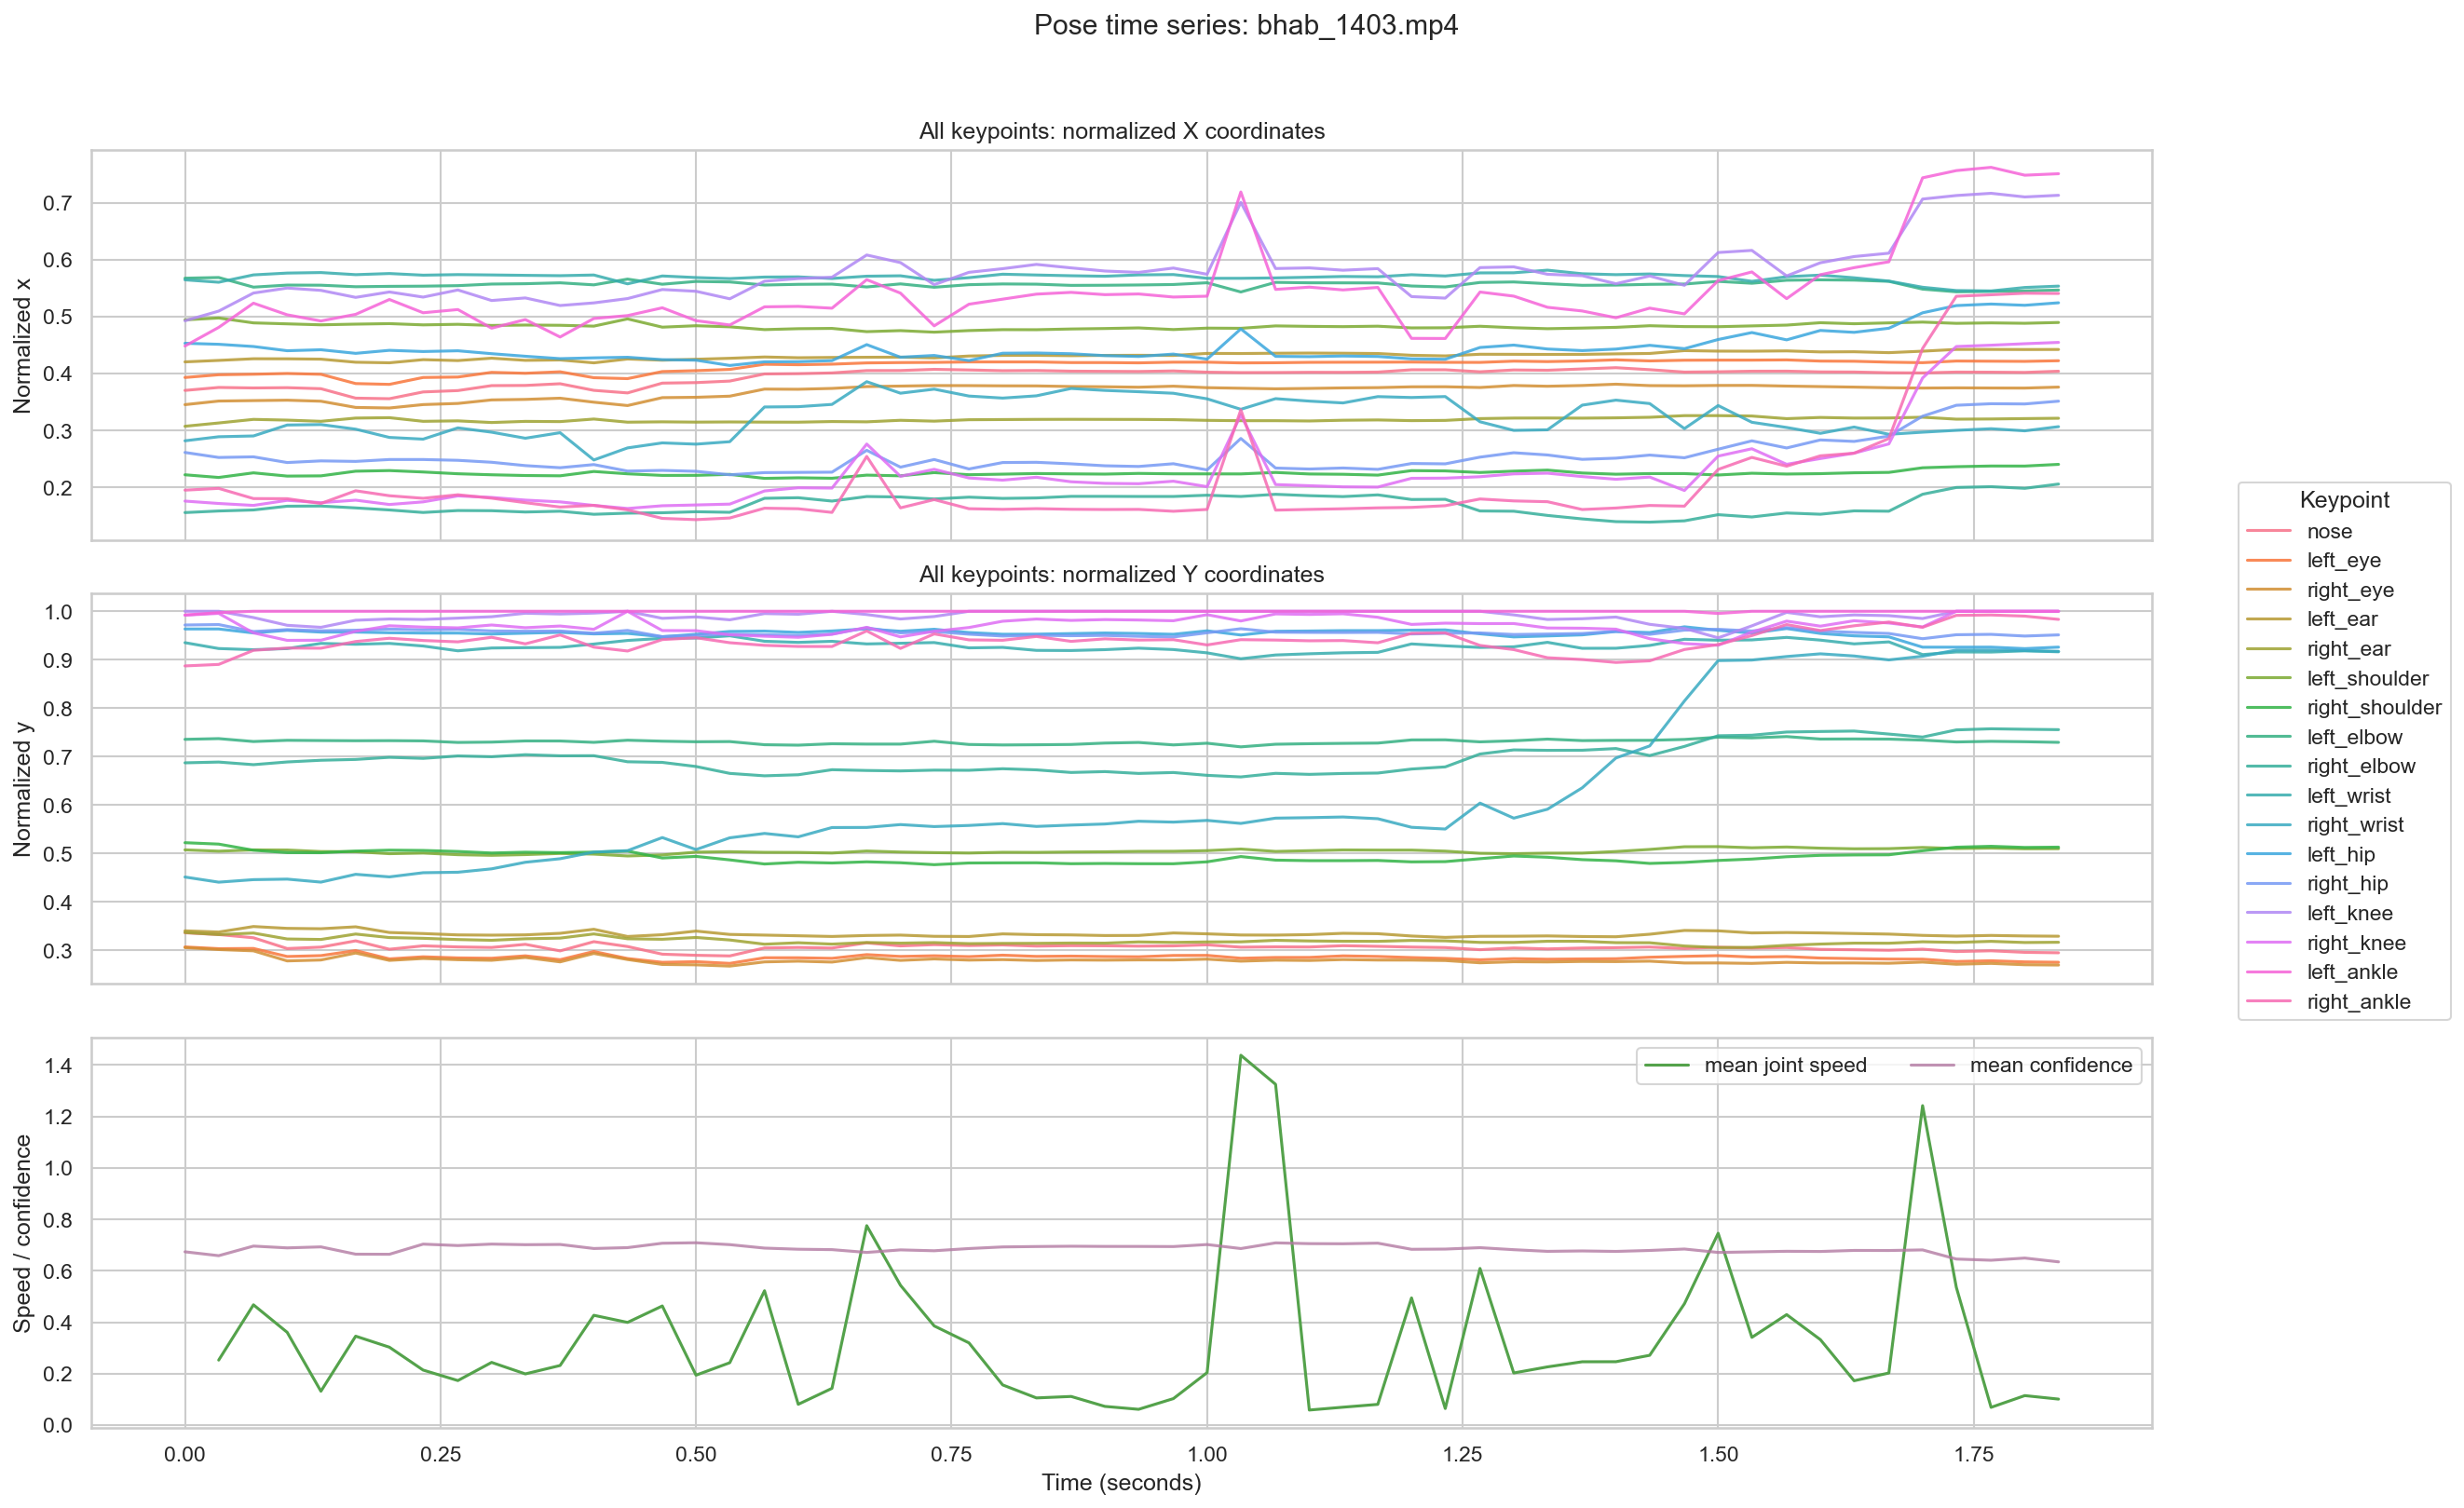 Pose time series: bhab_1403.mp4
All keypoints: normalized X coordinates
Normalized x
0.7
0.6
0.5
0.4
0.3
0.2
All keypoints: normalized Y coordinates
Normalized y
1.0
0.9
0.8
0.7
0.6
0.5
0.4
0.3
Keypoint
nose
left_eye
right_eye
left_ear
right_ear
left_shoulder
right_shoulder
left_elbow
right_elbow
left_wrist
right_wrist
left_hip
right_hip
left_knee
right_knee
left_ankle
right_ankle
Speed / confidence
1.4
1.2
1.0
0.8
0.6
0.4
0.2
0.0
mean joint speed mean confidence
0.00 0.25 0.50 0.75 1.00 1.25 1.50 1.75
Time (seconds)